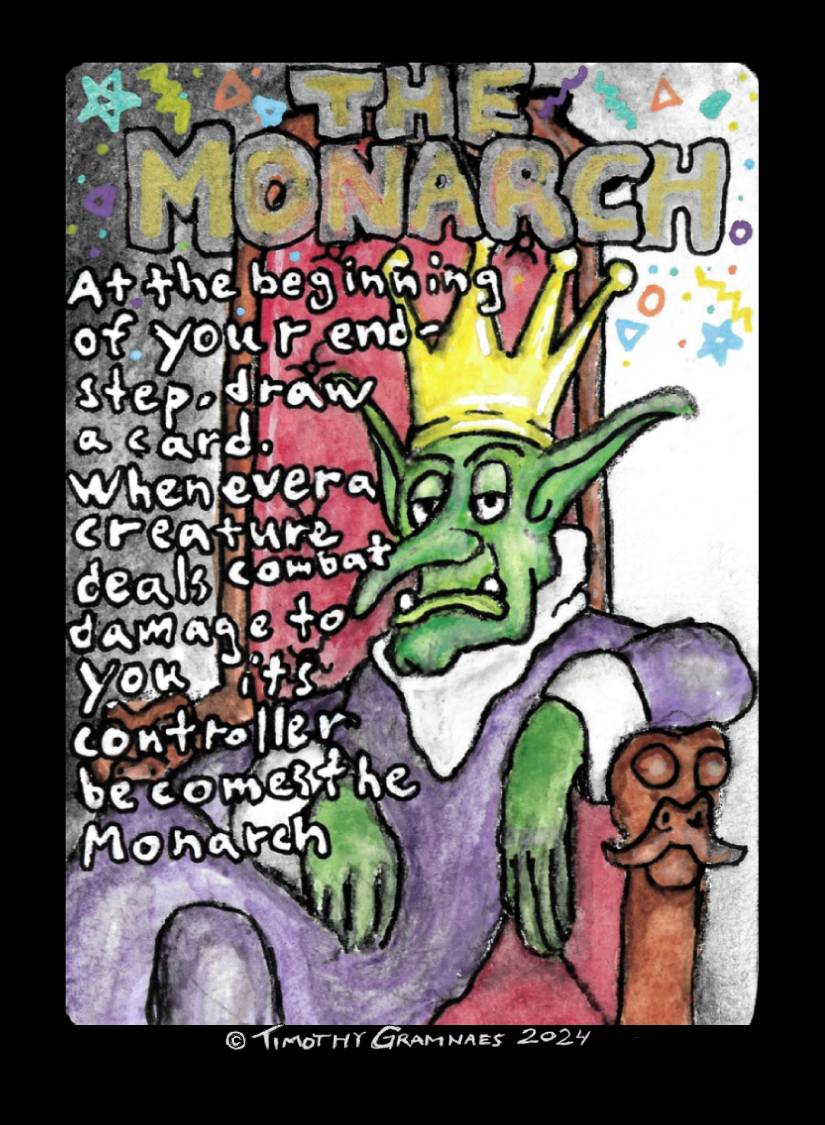 THE
MONARCH
At the beginning
of your end-
step, draw
a card.
Whenever a
creature
deals combat
damage to
you its
controller
becomes the
Monarch
© TIMOTHY GRAMNAES 2024